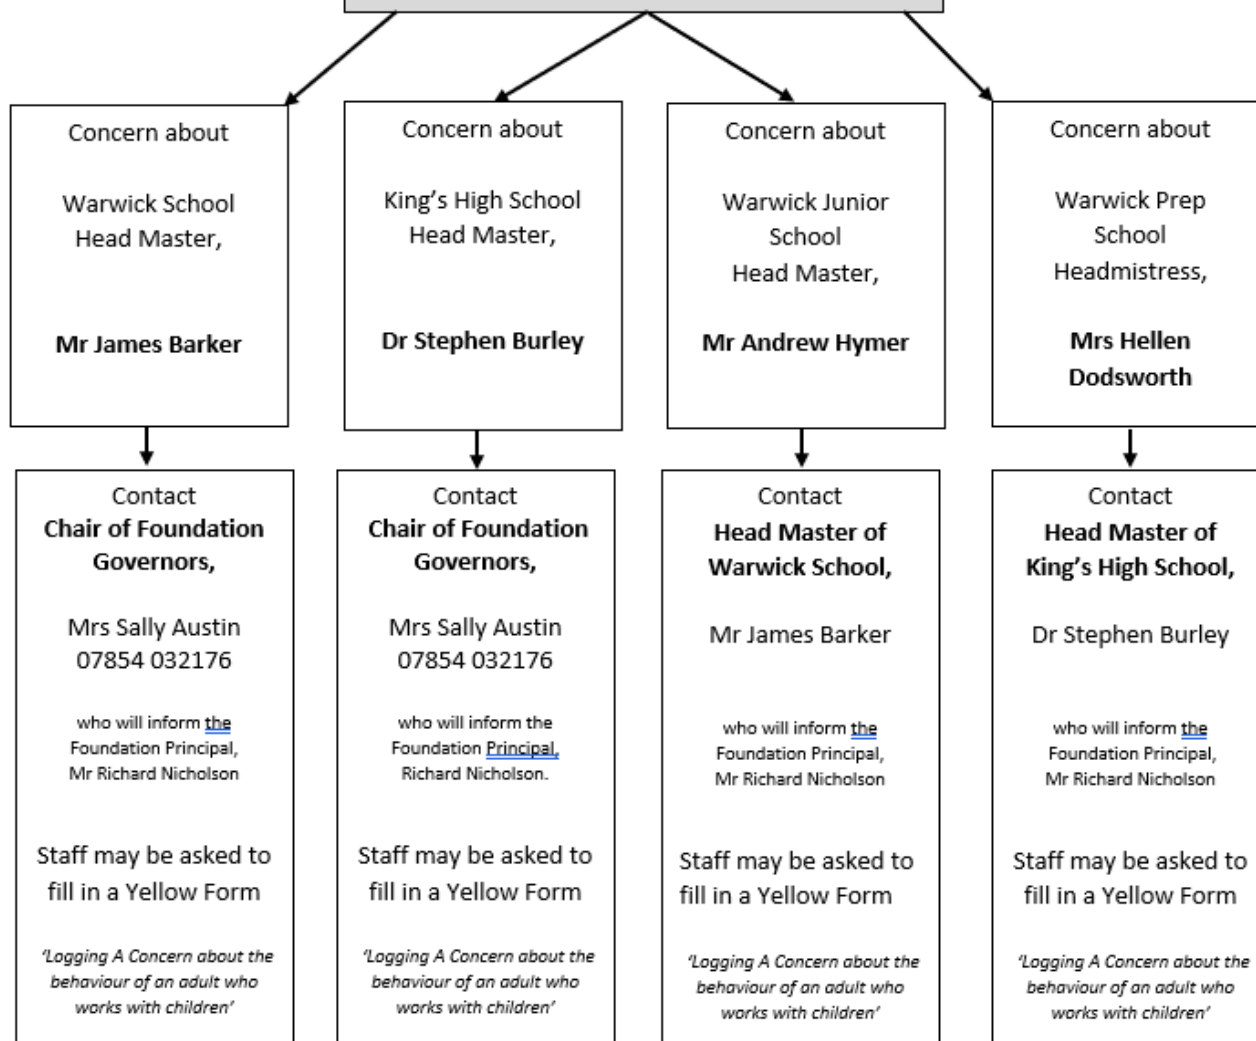 Concern about
Warwick School
Head Master,
Mr James Barker
Concern about
King's High School
Head Master,
Dr Stephen Burley
Concern about
Warwick Junior
School
Head Master,
Mr Andrew Hymer
Concern about
Warwick Prep
School
Headmistress,
Mrs Hellen
Dodsworth
Contact
Chair of Foundation
Governors,
Mrs Sally Austin
07854 032176
who will inform the
Foundation Principal,
Mr Richard Nicholson
Staff may be asked to
fill in a Yellow Form
'Logging A Concern about the
behaviour of an adult who
works with children'
Contact
Chair of Foundation
Governors,
Mrs Sally Austin
07854 032176
who will inform the
Foundation Principal,
Richard Nicholson.
Staff may be asked to
fill in a Yellow Form
'Logging A Concern about the
behaviour of an adult who
works with children'
Contact
Head Master of
Warwick School,
Mr James Barker
who will inform the
Foundation Principal,
Mr Richard Nicholson
Staff may be asked to
fill in a Yellow Form
'Logging A Concern about the
behaviour of an adult who
works with children'
Contact
Head Master of
King's High School,
Dr Stephen Burley
who will inform the
Foundation Principal,
Mr Richard Nicholson
Staff may be asked to
fill in a Yellow Form
'Logging A Concern about the
behaviour of an adult who
works with children'